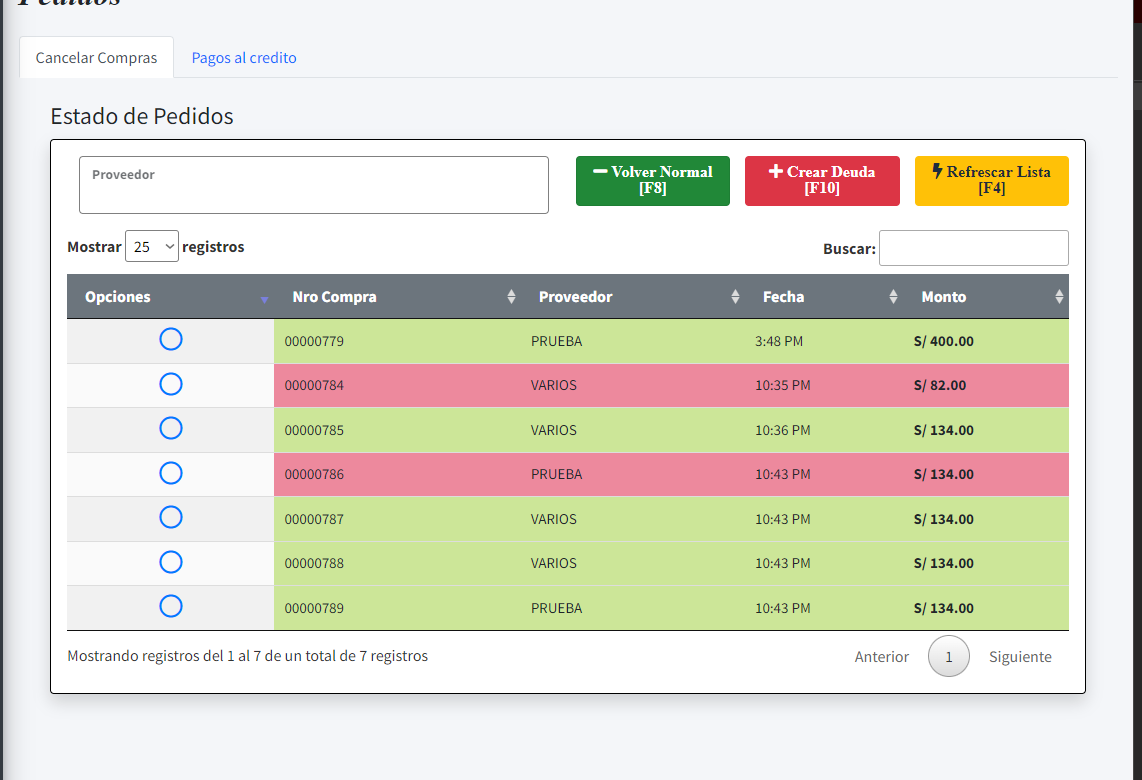 Pedidos
Cancelar Compras Pagos al credito
Estado de Pedidos
Proveedor
Volver Normal
[F8]
Crear Deuda
[F10]
Refrescar Lista
[F4]
Mostrar 25 registros
Buscar:
Opciones Nro Compra Proveedor Fecha Monto
00000779 PRUEBA 3:48 PM S/ 400.00
00000784 VARIOS 10:35 PM S/ 82.00
00000785 VARIOS 10:36 PM S/ 134.00
00000786 PRUEBA 10:43 PM S/ 134.00
00000787 VARIOS 10:43 PM S/ 134.00
00000788 VARIOS 10:43 PM S/ 134.00
00000789 PRUEBA 10:43 PM S/ 134.00
Mostrando registros del 1 al 7 de un total de 7 registros
Anterior 1 Siguiente